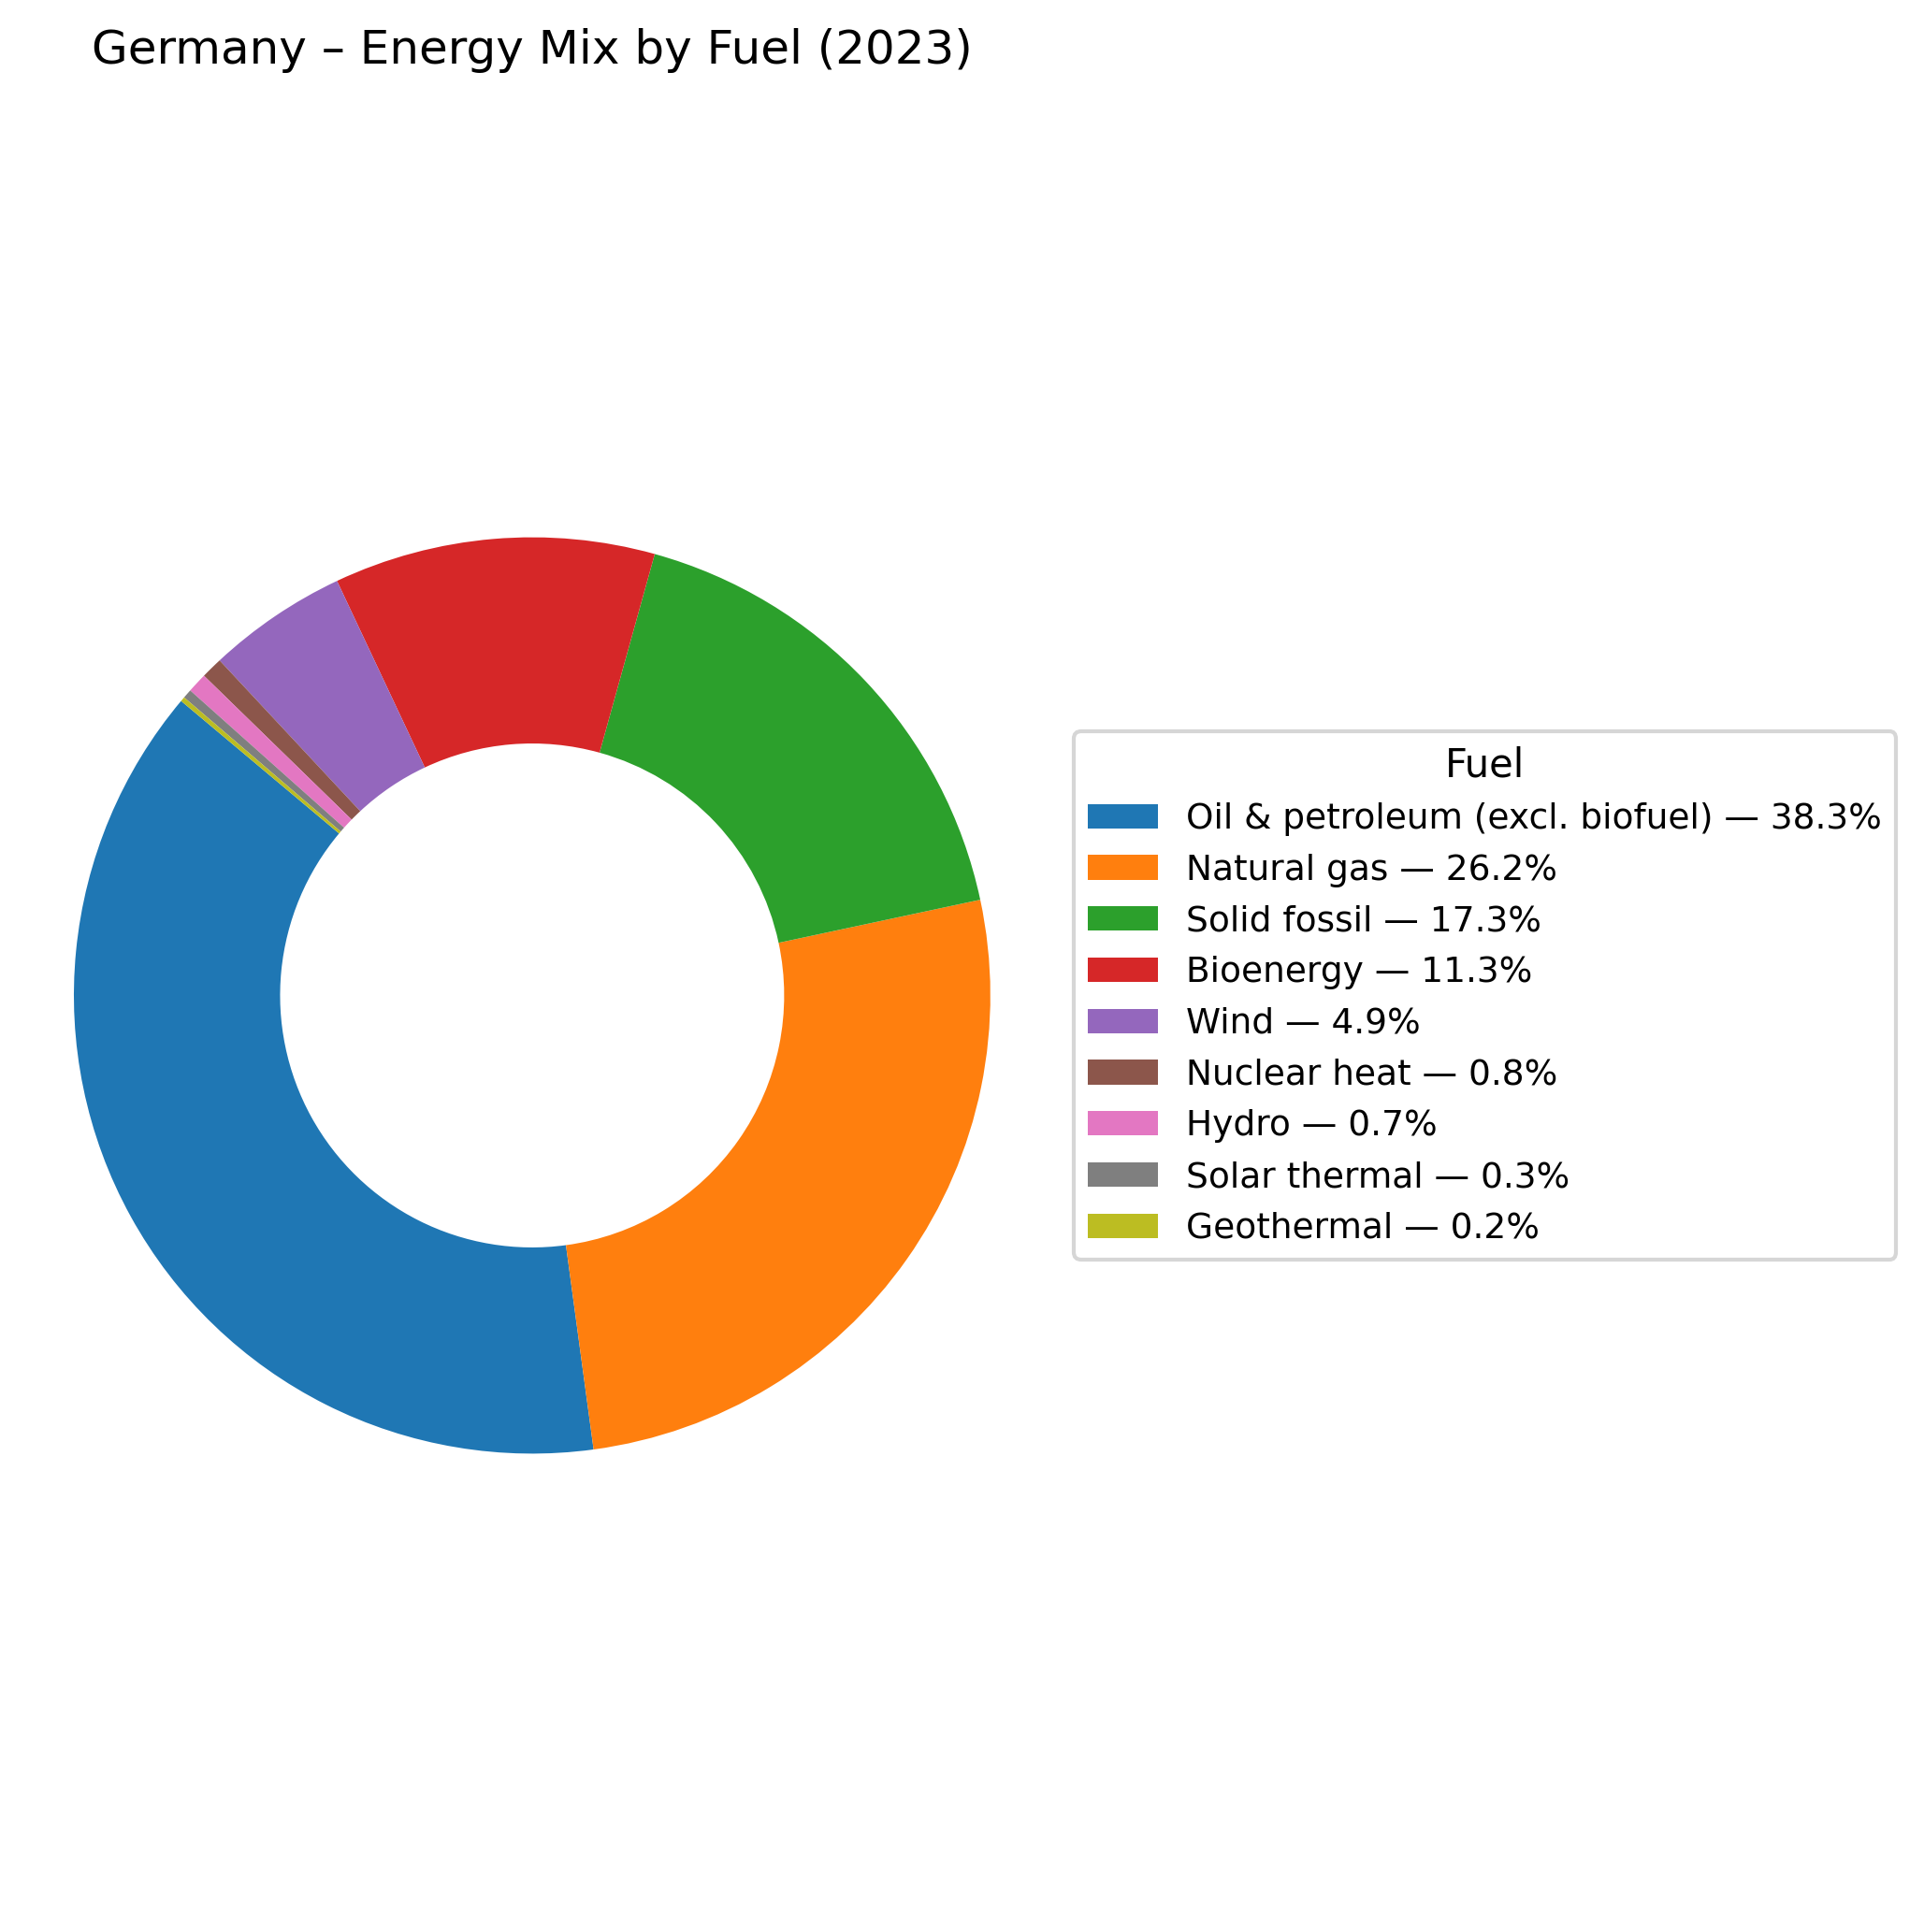 Germany – Energy Mix by Fuel (2023)
Fuel
Oil & petroleum (excl. biofuel) — 38.3%
Natural gas — 26.2%
Solid fossil — 17.3%
Bioenergy — 11.3%
Wind — 4.9%
Nuclear heat — 0.8%
Hydro — 0.7%
Solar thermal — 0.3%
Geothermal — 0.2%